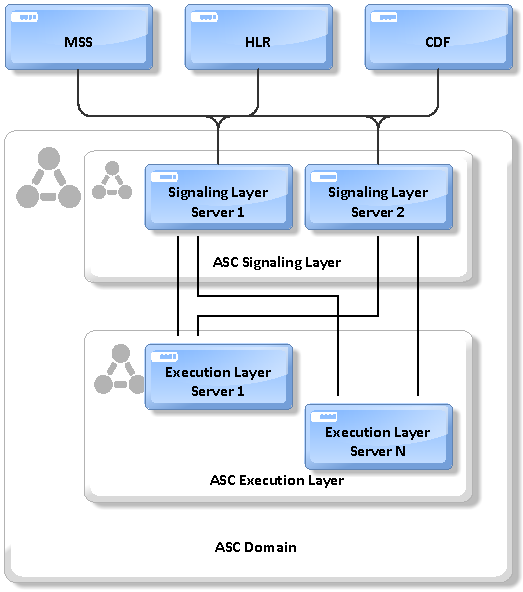 MSS
HLR
CDF
Signaling Layer
Server 1
Signaling Layer
Server 2
ASC Signaling Layer
Execution Layer
Server 1
Execution Layer
Server N
ASC Execution Layer
ASC Domain